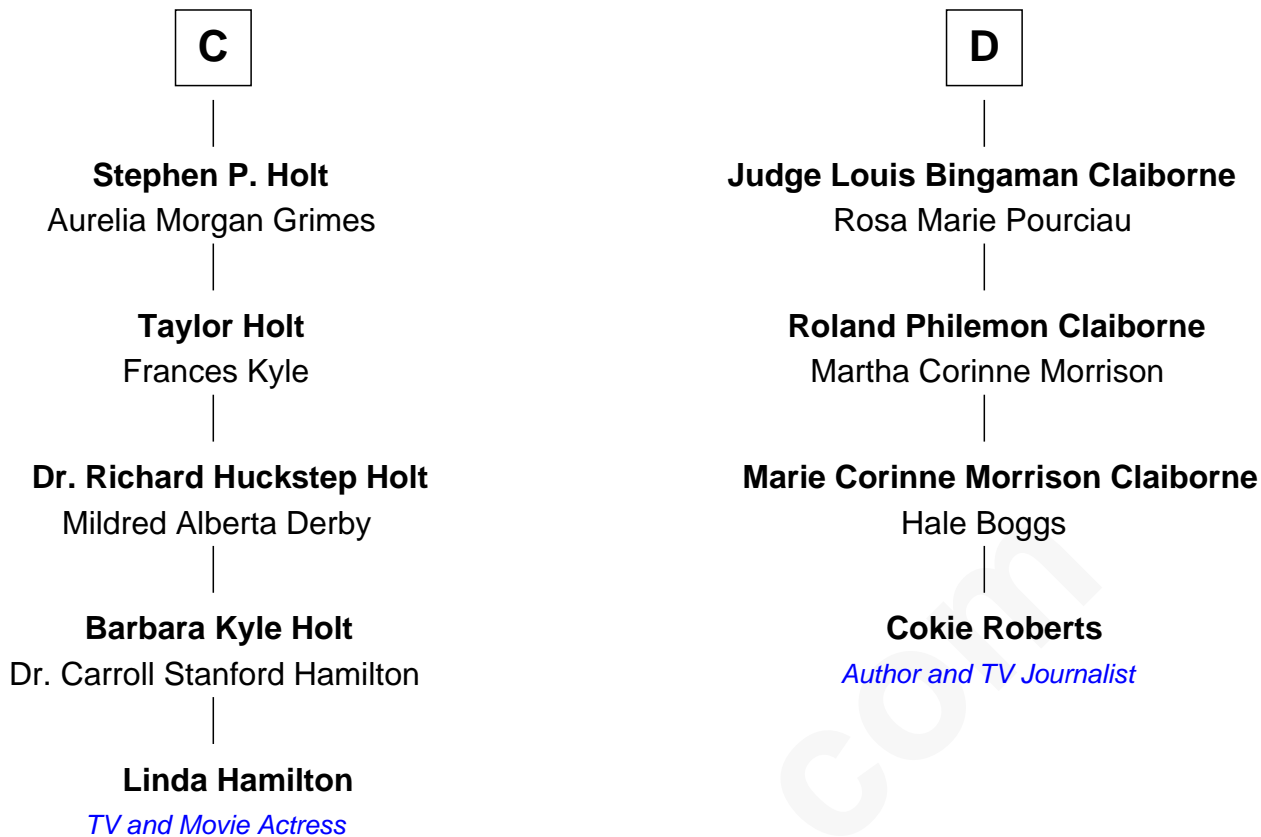 C
Stephen P. Holt
Aurelia Morgan Grimes
Taylor Holt
Frances Kyle
Dr. Richard Huckstep Holt
Mildred Alberta Derby
Barbara Kyle Holt
Dr. Carroll Stanford Hamilton
Linda Hamilton
TV and Movie Actress
D
Judge Louis Bingaman Claiborne
Rosa Marie Pourciau
Roland Philemon Claiborne
Martha Corinne Morrison
Marie Corinne Morrison Claiborne
Hale Boggs
Cokie Roberts
Author and TV Journalist
com